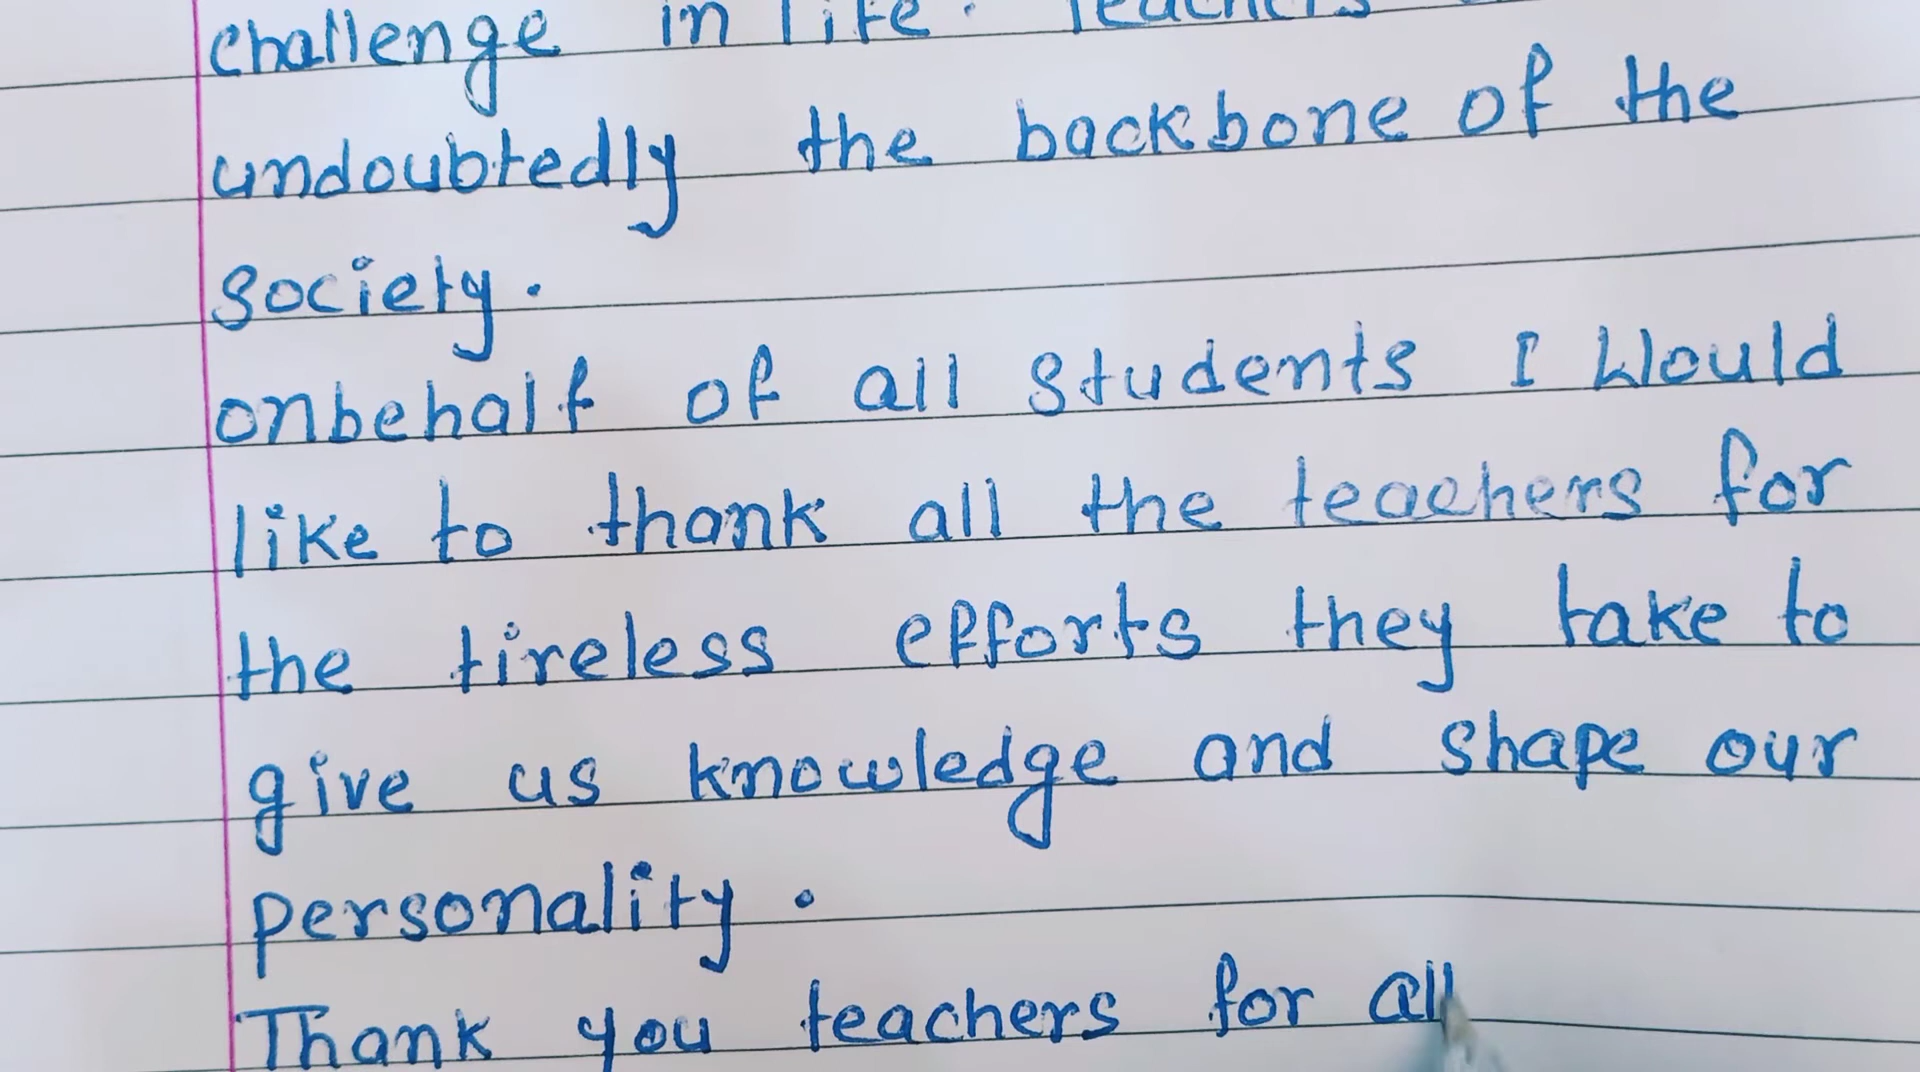 challenge in life. Teachers
undoubtedly the backbone of the
society.
onbehalf of all students I Would
like to thank all the teachers for
the tireless efforts they take to
give us knowledge and shape our
personality.
Thank you teachers for all